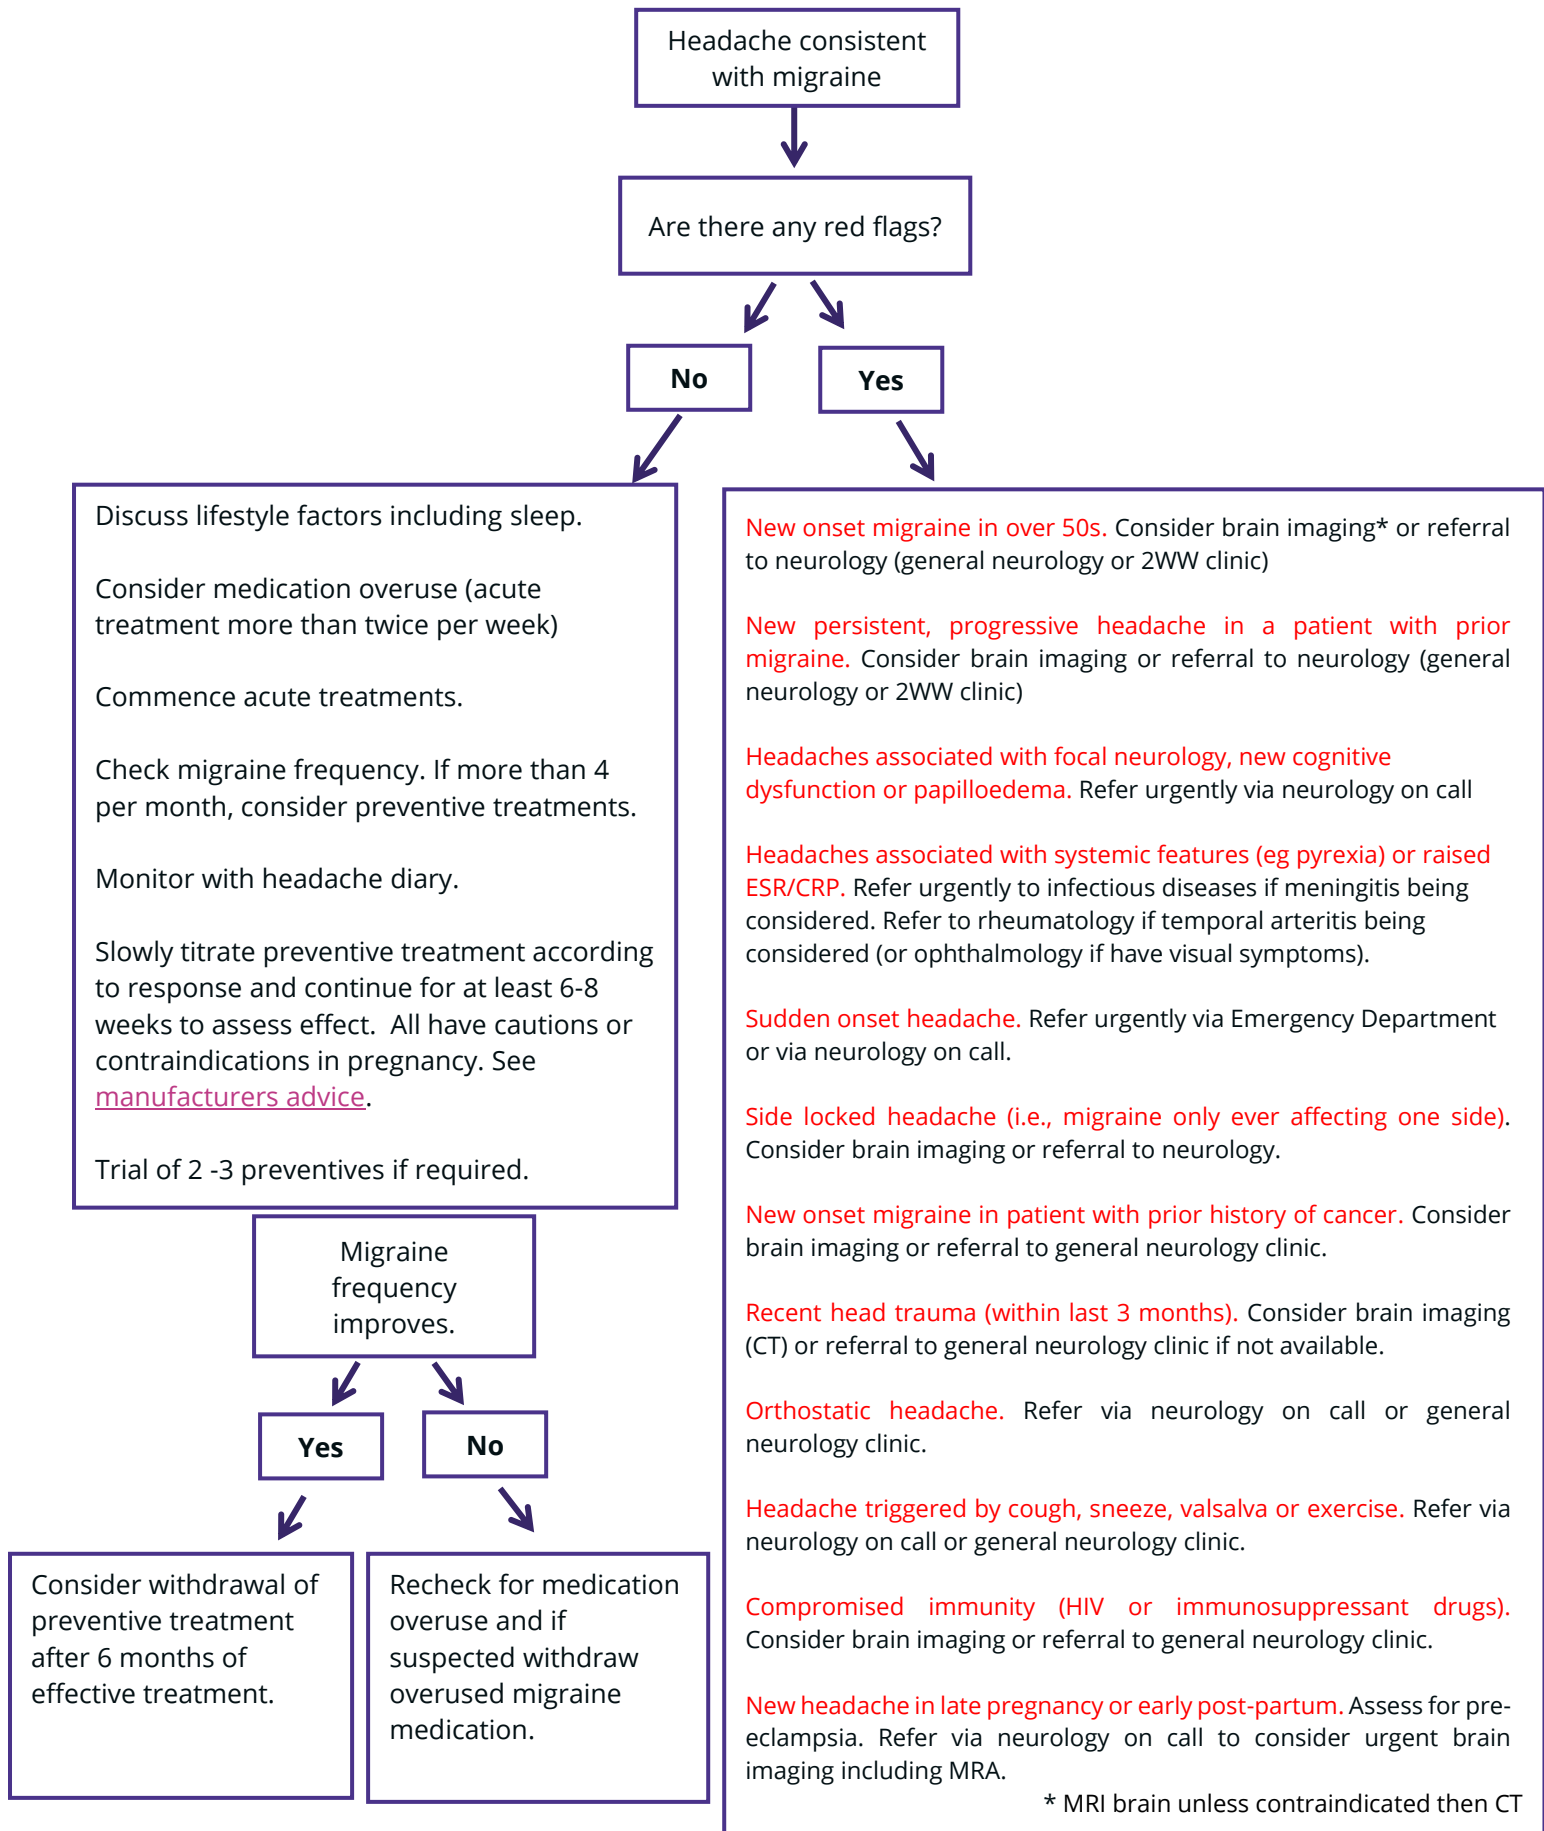 Headache consistent
with migraine
Are there any red flags?
No
Yes
Discuss lifestyle factors including sleep.
Consider medication overuse (acute
treatment more than twice per week)
Commence acute treatments.
Check migraine frequency. If more than 4
per month, consider preventive treatments.
Monitor with headache diary.
Slowly titrate preventive treatment according
to response and continue for at least 6-8
weeks to assess effect.  All have cautions or
contraindications in pregnancy. See
manufacturers advice.
Trial of 2 -3 preventives if required.
Migraine
frequency
improves.
Yes
No
Consider withdrawal of
preventive treatment
after 6 months of
effective treatment.
Recheck for medication
overuse and if
suspected withdraw
overused migraine
medication.
New onset migraine in over 50s. Consider brain imaging* or referral
to neurology (general neurology or 2WW clinic)
New persistent, progressive headache in a patient with prior
migraine. Consider brain imaging or referral to neurology (general
neurology or 2WW clinic)
Headaches associated with focal neurology, new cognitive
dysfunction or papilloedema. Refer urgently via neurology on call
Headaches associated with systemic features (eg pyrexia) or raised
ESR/CRP. Refer urgently to infectious diseases if meningitis being
considered. Refer to rheumatology if temporal arteritis being
considered (or ophthalmology if have visual symptoms).
Sudden onset headache. Refer urgently via Emergency Department
or via neurology on call.
Side locked headache (i.e., migraine only ever affecting one side).
Consider brain imaging or referral to neurology.
New onset migraine in patient with prior history of cancer. Consider
brain imaging or referral to general neurology clinic.
Recent head trauma (within last 3 months). Consider brain imaging
(CT) or referral to general neurology clinic if not available.
Orthostatic headache. Refer via neurology on call or general
neurology clinic.
Headache triggered by cough, sneeze, valsalva or exercise. Refer via
neurology on call or general neurology clinic.
Compromised immunity (HIV or immunosuppressant drugs).
Consider brain imaging or referral to general neurology clinic.
New headache in late pregnancy or early post-partum. Assess for pre-
eclampsia. Refer via neurology on call to consider urgent brain
imaging including MRA.
* MRI brain unless contraindicated then CT